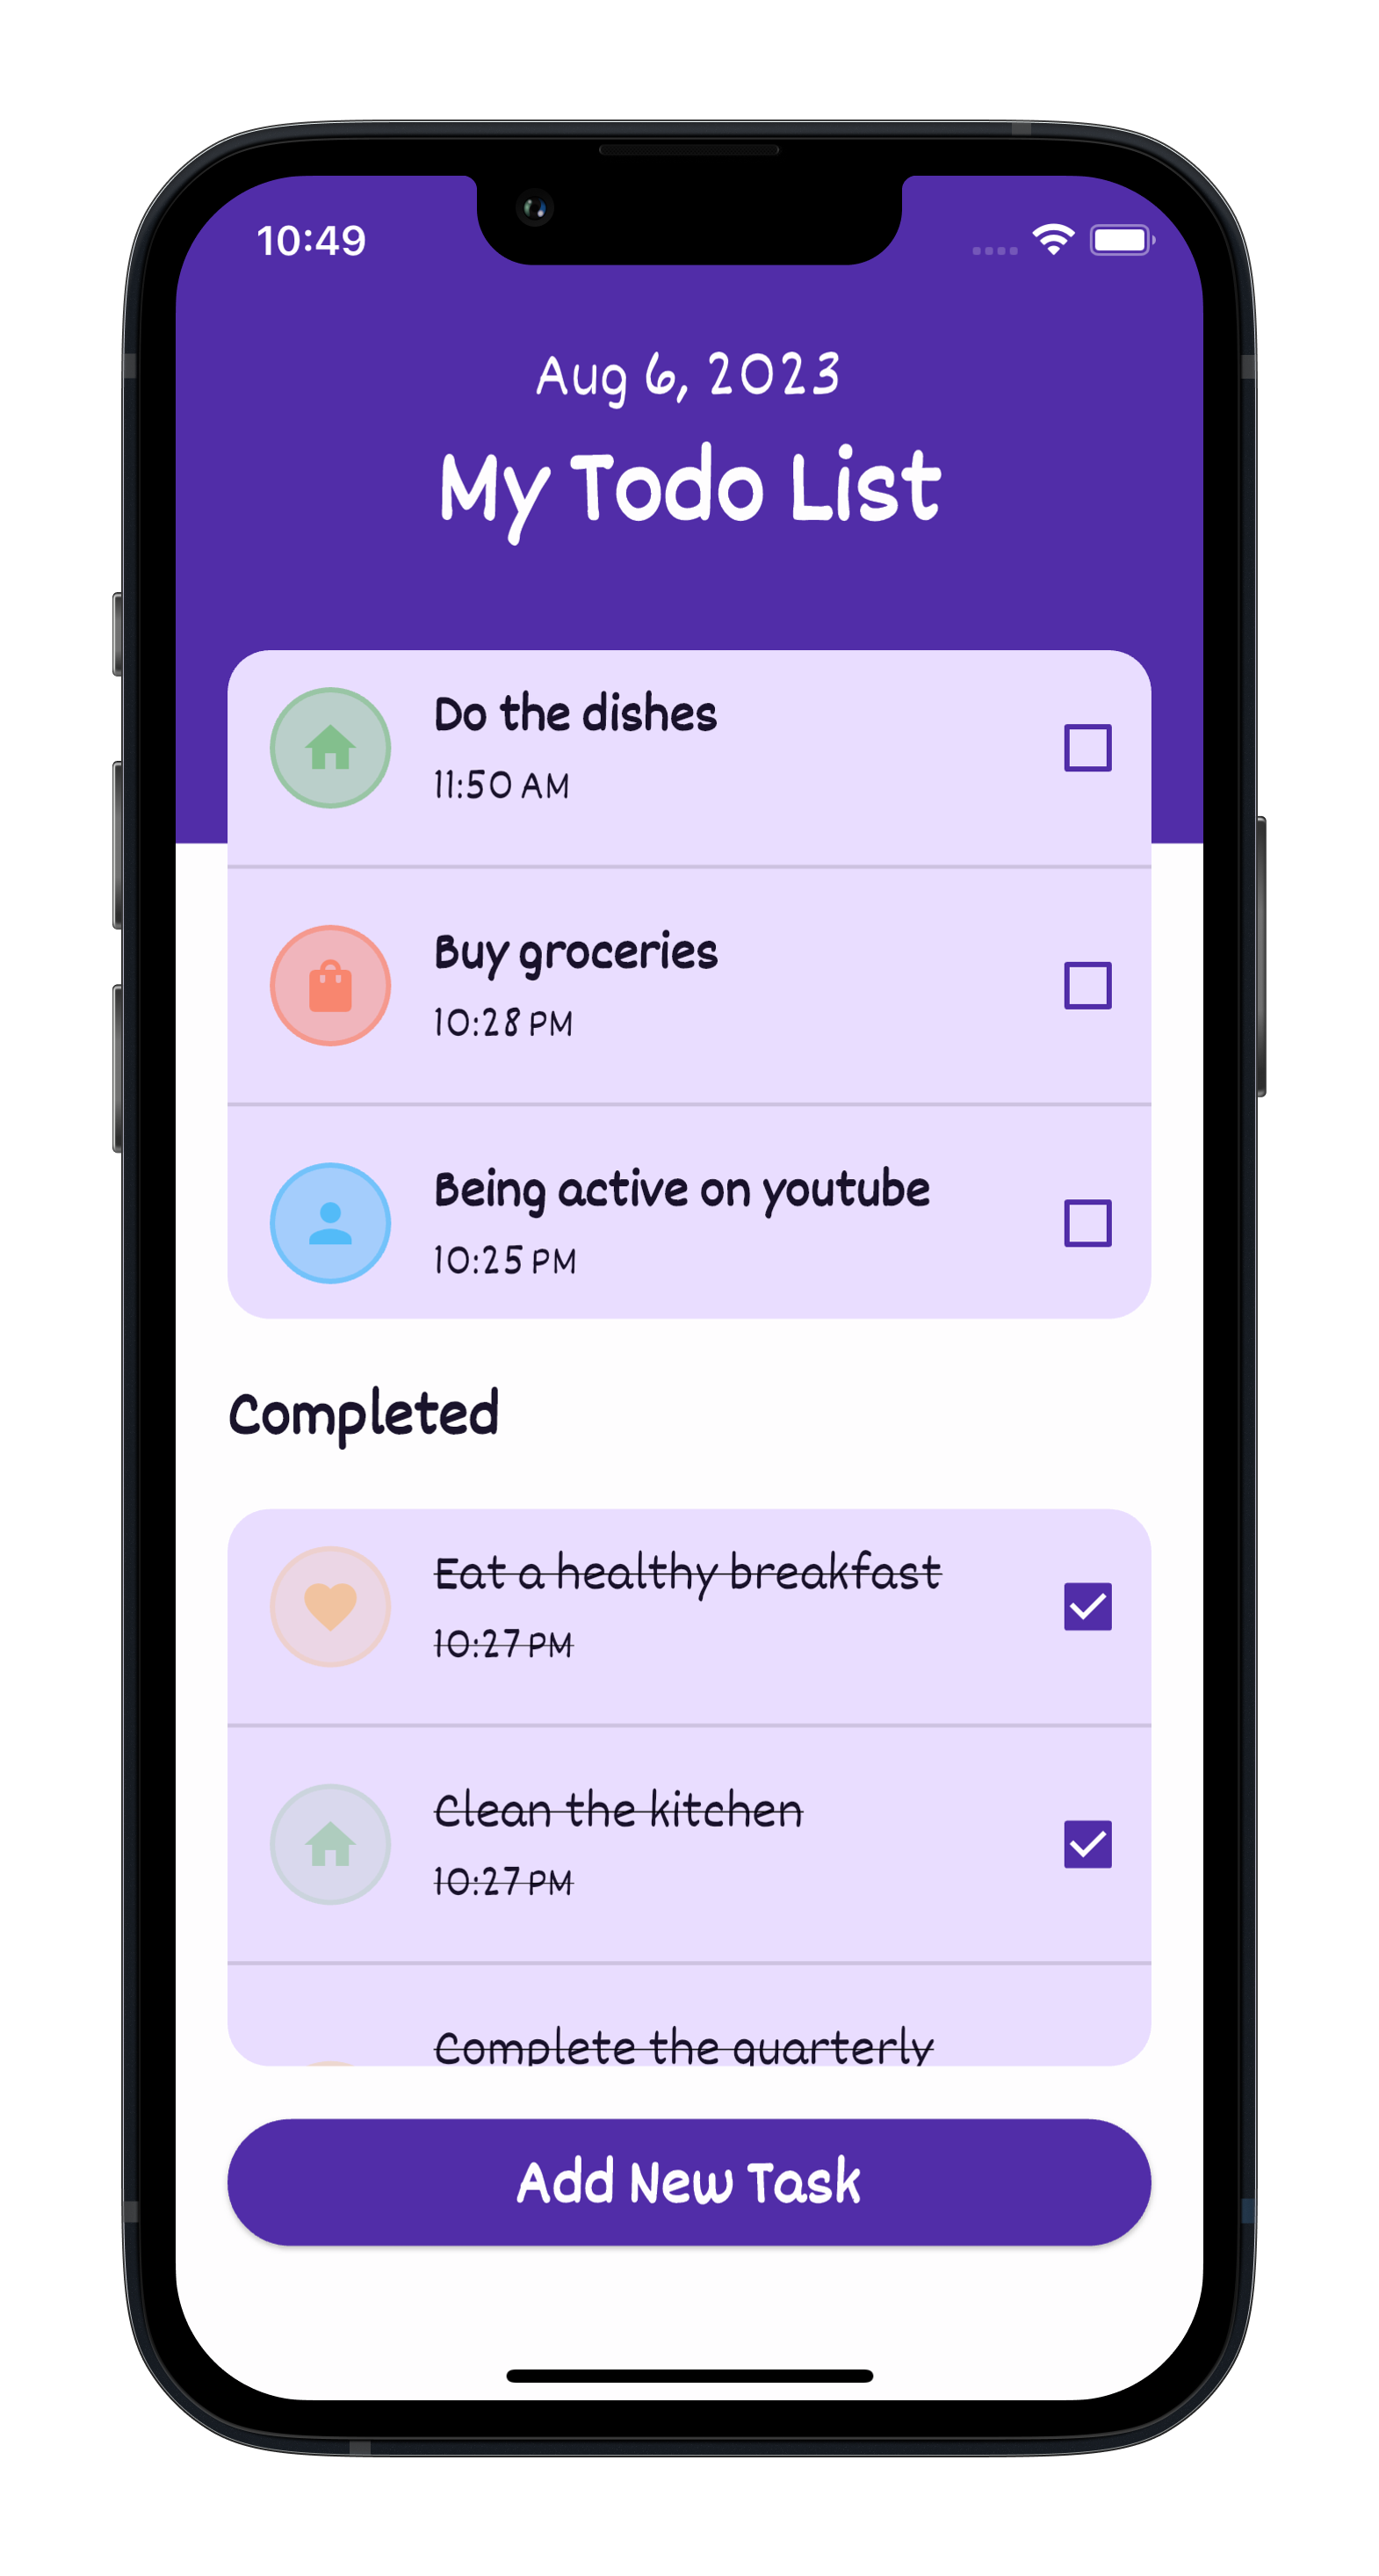 10:49
Aug 6, 2023
My Todo List
Do the dishes
11:50 AM
Buy groceries
10:28 PM
Being active on youtube
10:25 PM
Completed
Eat a healthy breakfast
10:27 PM
Clean the kitchen
10:27 PM
Complete the quarterly
Add New Task